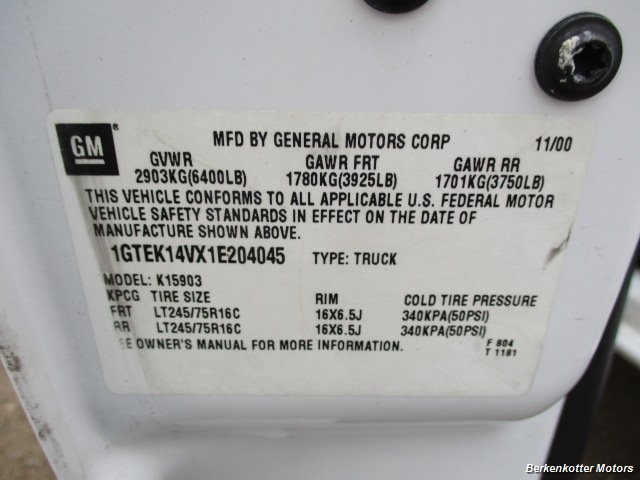 GM
MFD BY GENERAL MOTORS CORP 11/00
GVWR GAWR FRT GAWR RR
2903KG(6400LB) 1780KG(3925LB) 1701KG(3750LB)
THIS VEHICLE CONFORMS TO ALL APPLICABLE U.S. FEDERAL MOTOR
VEHICLE SAFETY STANDARDS IN EFFECT ON THE DATE OF
MANUFACTURE SHOWN ABOVE.
1GTEK14VX1E204045 TYPE: TRUCK
MODEL: K15903
KPCG TIRE SIZE RIM COLD TIRE PRESSURE
FRT LT245/75R16C 16X6.5J 340KPA(50PSI)
RR LT245/75R16C 16X6.5J 340KPA(50PSI)
EE OWNER'S MANUAL FOR MORE INFORMATION. F 804
T 1181
Berkenkotter Motors